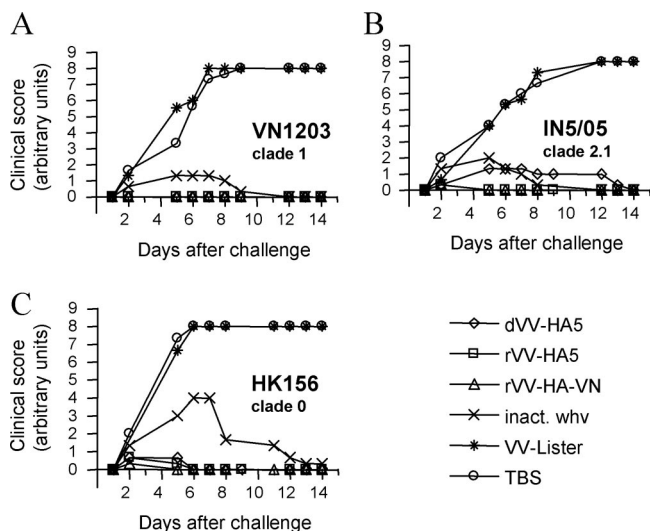 A
Clinical score
(arbitrary units)
9
8
7
6
5
4
3
2
1
0
VN1203
clade 1
2 4 6 8 10 12 14
Days after challenge
B
Clinical score
(arbitrary units)
9
8
7
6
5
4
3
2
1
0
IN5/05
clade 2.1
2 4 6 8 10 12 14
Days after challenge
C
Clinical score
(arbitrary units)
9
8
7
6
5
4
3
2
1
0
HK156
clade 0
2 4 6 8 10 12 14
Days after challenge
dVV-HA5
rVV-HA5
rVV-HA-VN
inact. whv
VV-Lister
TBS